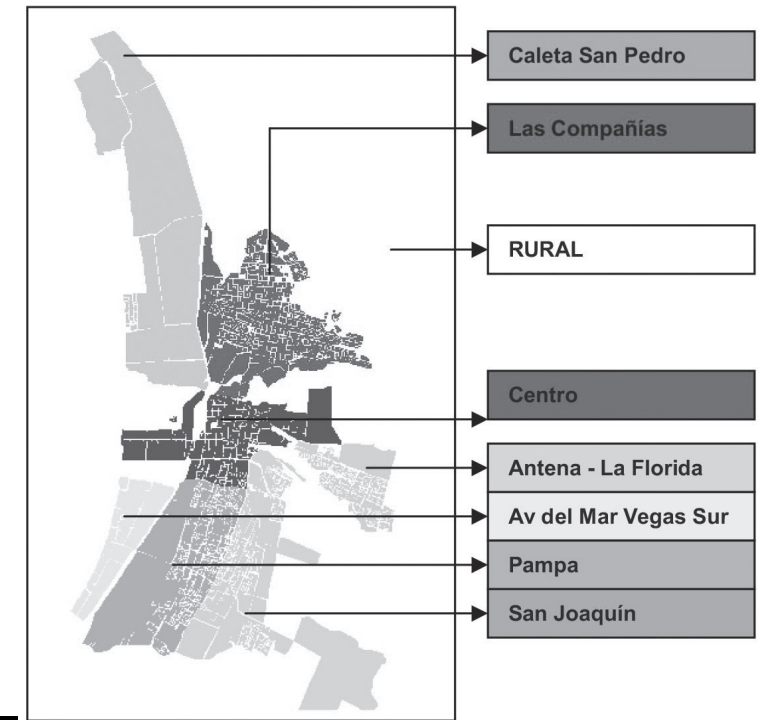 Caleta San Pedro
Las Compañías
RURAL
Centro
Antena - La Florida
Av del Mar Vegas Sur
Pampa
San Joaquín